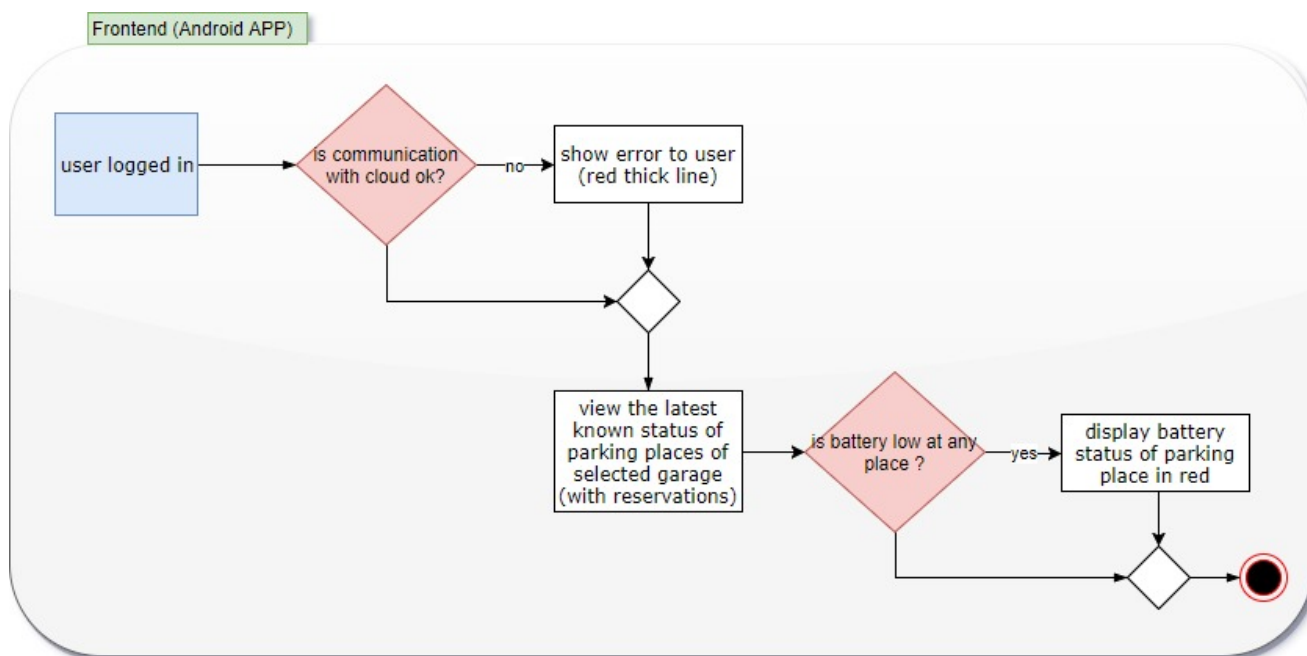 Frontend (Android APP)
user logged in
is communication
with cloud ok?
no
show error to user
(red thick line)
view the latest
known status of
parking places of
selected garage
(with reservations)
is battery low at any
place ?
yes
display battery
status of parking
place in red